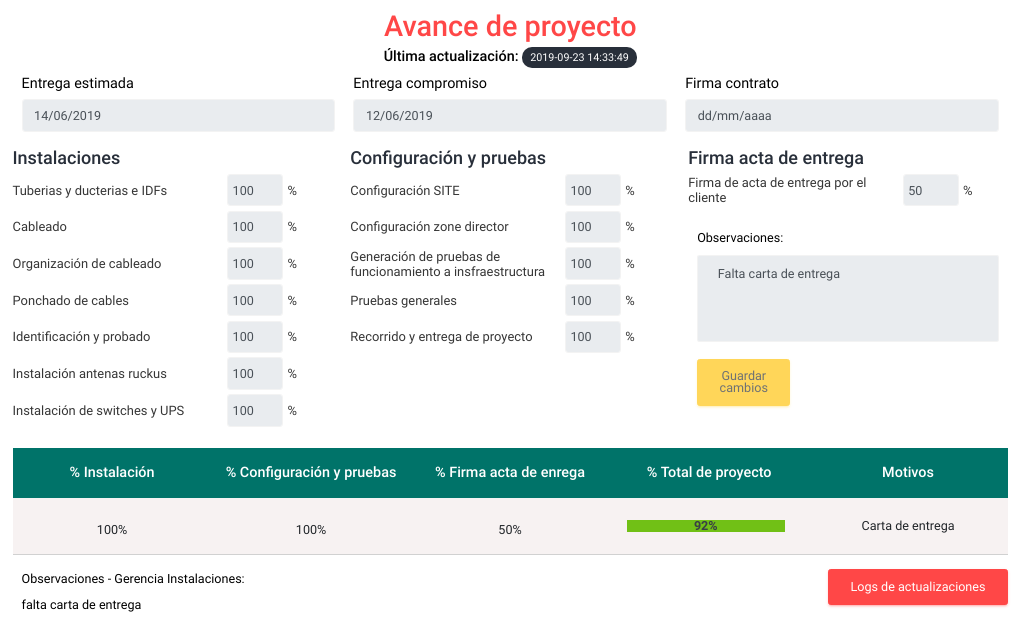 Avance de proyecto
Última actualización: 2019-09-23 14:33:49
Entrega estimada
14/06/2019
Entrega compromiso
12/06/2019
Firma contrato
dd/mm/aaaa
Instalaciones
Tuberias y ducterias e IDFs 100 %
Cableado 100 %
Organización de cableado 100 %
Ponchado de cables 100 %
Identificación y probado 100 %
Instalación antenas ruckus 100 %
Instalación de switches y UPS 100 %
Configuración y pruebas
Configuración SITE 100 %
Configuración zone director 100 %
Generación de pruebas de
funcionamiento a insfraestructura 100 %
Pruebas generales 100 %
Recorrido y entrega de proyecto 100 %
Firma acta de entrega
Firma de acta de entrega por el
cliente 50 %
Observaciones:
Falta carta de entrega
Guardar
cambios
% Instalación % Configuración y pruebas % Firma acta de enrega % Total de proyecto Motivos
100% 100% 50% 92% Carta de entrega
Observaciones - Gerencia Instalaciones:
falta carta de entrega
Logs de actualizaciones